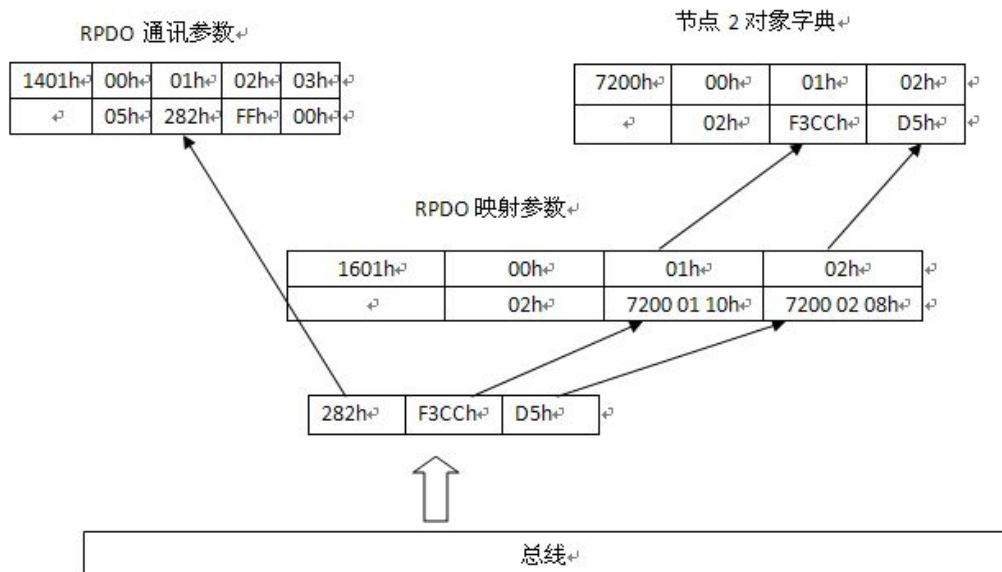 RPDO 通讯参数
节点 2 对象字典
1401h 00h 01h 02h 03h
05h 282h FFh 00h
7200h 00h 01h 02h
02h F3CCh D5h
RPDO 映射参数
1601h 00h 01h 02h
02h 7200 01 10h 7200 02 08h
282h F3CCh D5h
总线